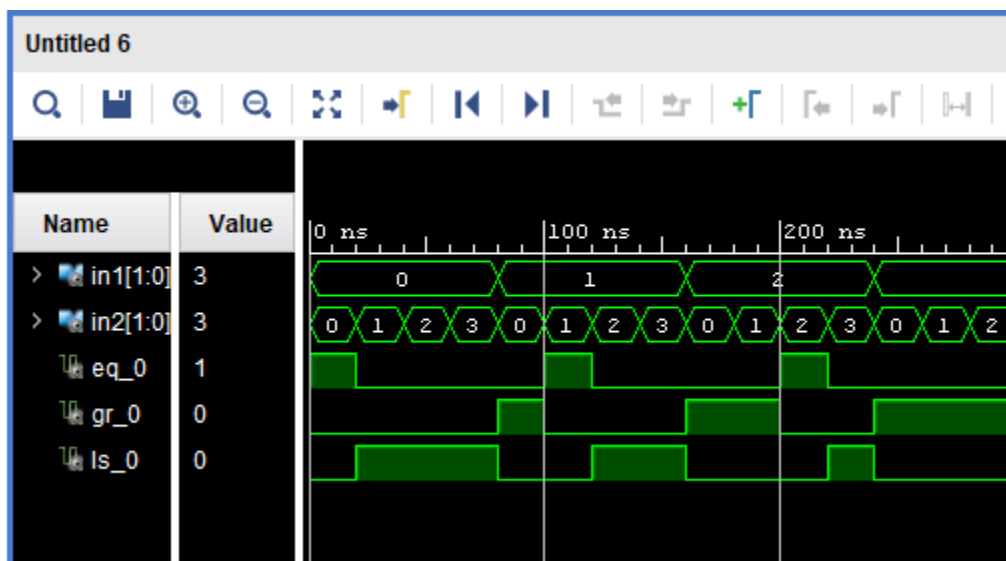 Untitled 6
Name Value 0 ns 100 ns 200 ns
in1[1:0] 3 0 1 2
in2[1:0] 3 0 1 2 3 0 1 2 3 0 1 2 3 0 1 2
eq_0 1
gr_0 0
ls_0 0